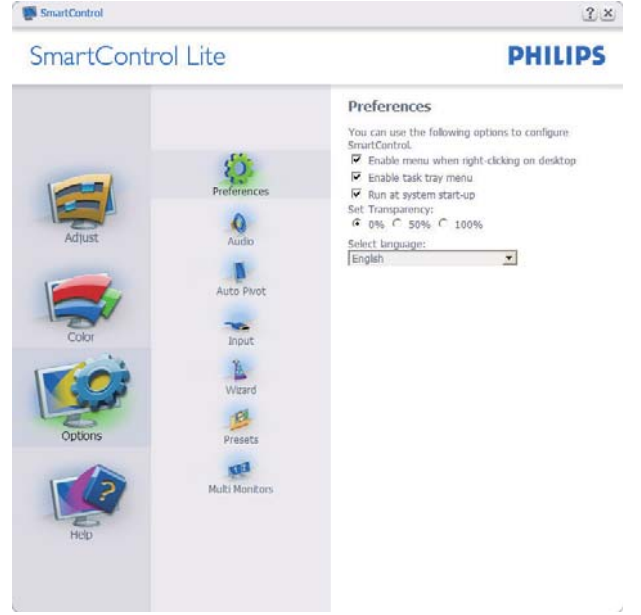 SmartControl
SmartControl Lite
PHILIPS
Adjust
Color
Options
Help
Preferences
Audio
Auto Pivot
Input
Wizard
Presets
Multi Monitors
Preferences
You can use the following options to configure
SmartControl.
Enable menu when right-clicking on desktop
Enable task tray menu
Run at system start-up
Set Transparency:
0% 50% 100%
Select language:
English